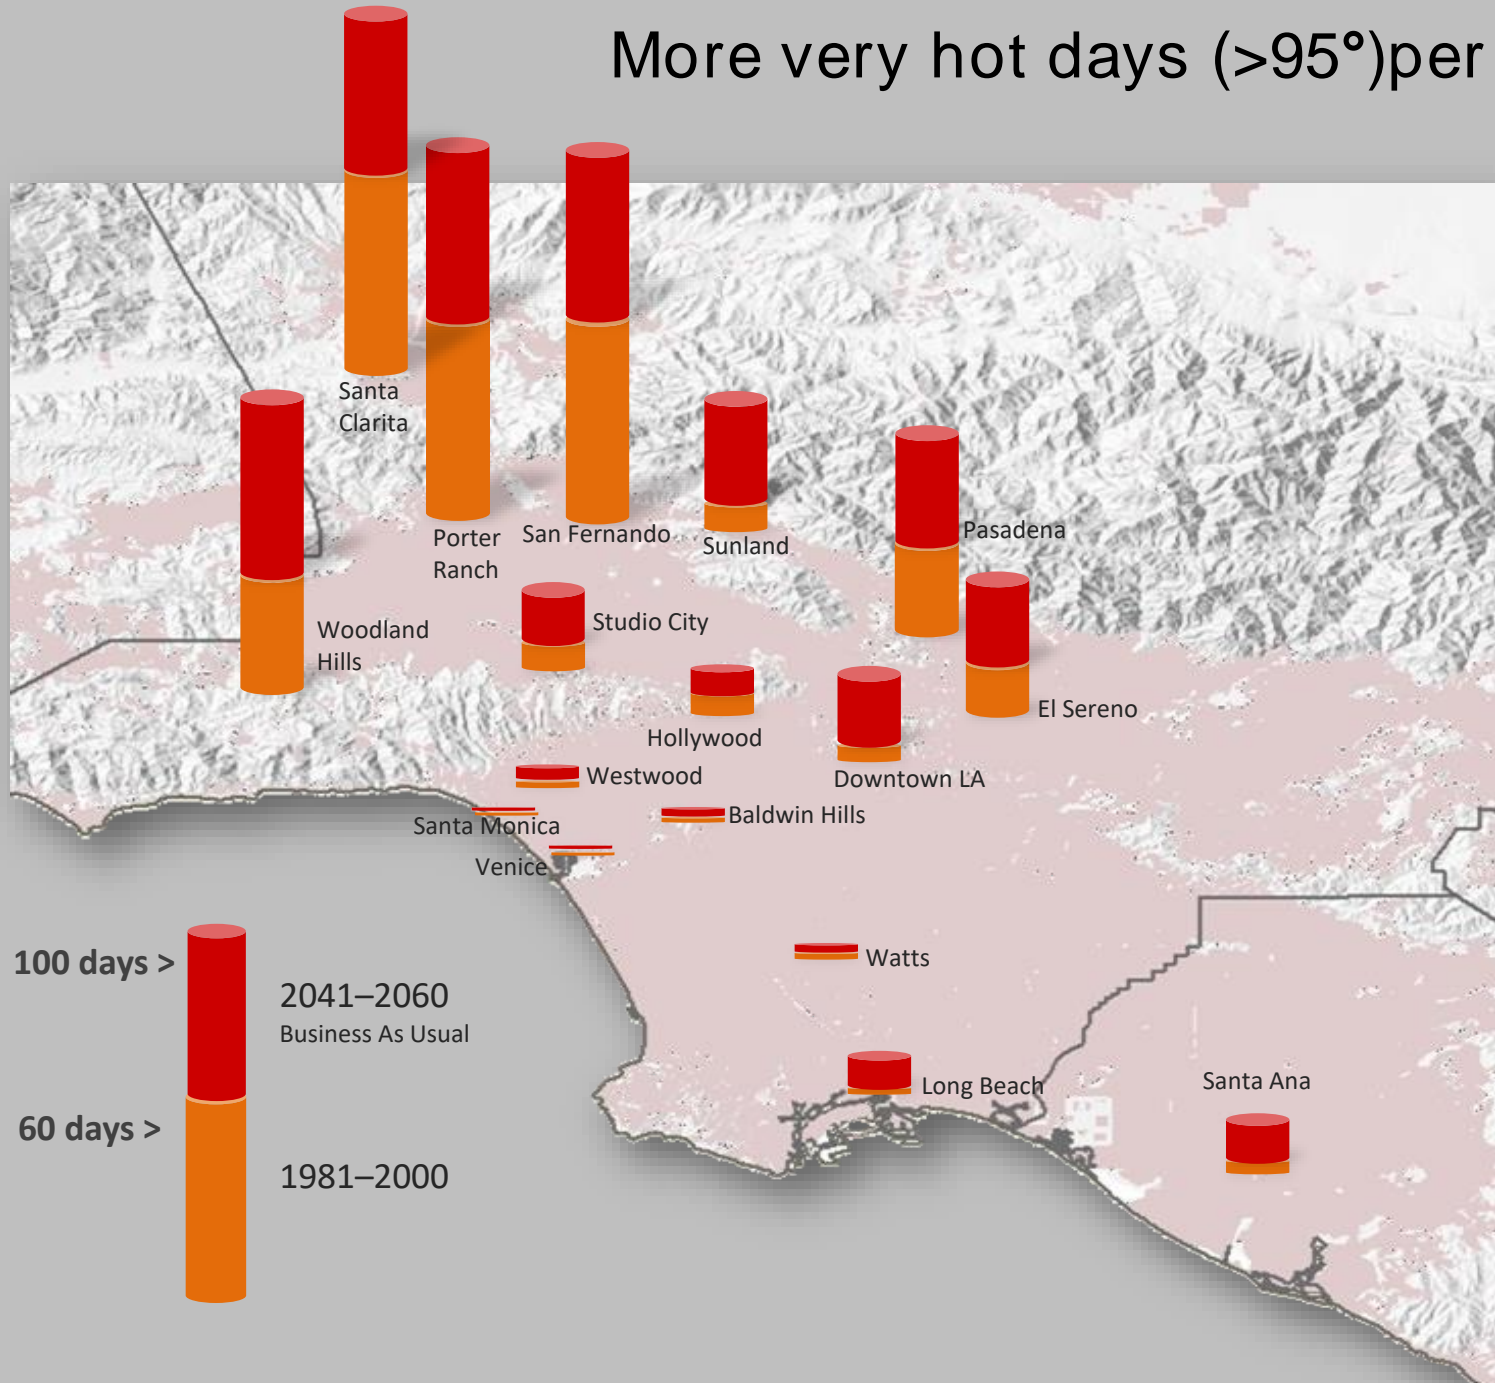 More very hot days (>95°)per
Santa
Clarita
Porter
Ranch
San Fernando
Sunland
Pasadena
Woodland
Hills
Studio City
El Sereno
Hollywood
Downtown LA
Westwood
Santa Monica
Baldwin Hills
Venice
100 days >
2041–2060
Business As Usual
Watts
60 days >
1981–2000
Long Beach
Santa Ana